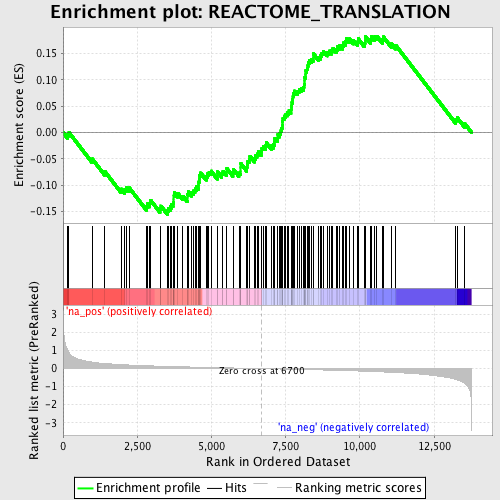 Enrichment plot: REACTOME_TRANSLATION
Enrichment score (ES)
0.15
0.10
0.05
0.00
-0.05
-0.10
-0.15
Ranked list metric (PreRanked)
'na_pos' (positively correlated)
3
2
1
0
-1
-2
-3
Zero cross at 6700
'na_neg' (negatively correlated)
0
2,500
5,000
7,500
10,000
12,500
Rank in Ordered Dataset
Enrichment profile
Hits
Ranking metric scores